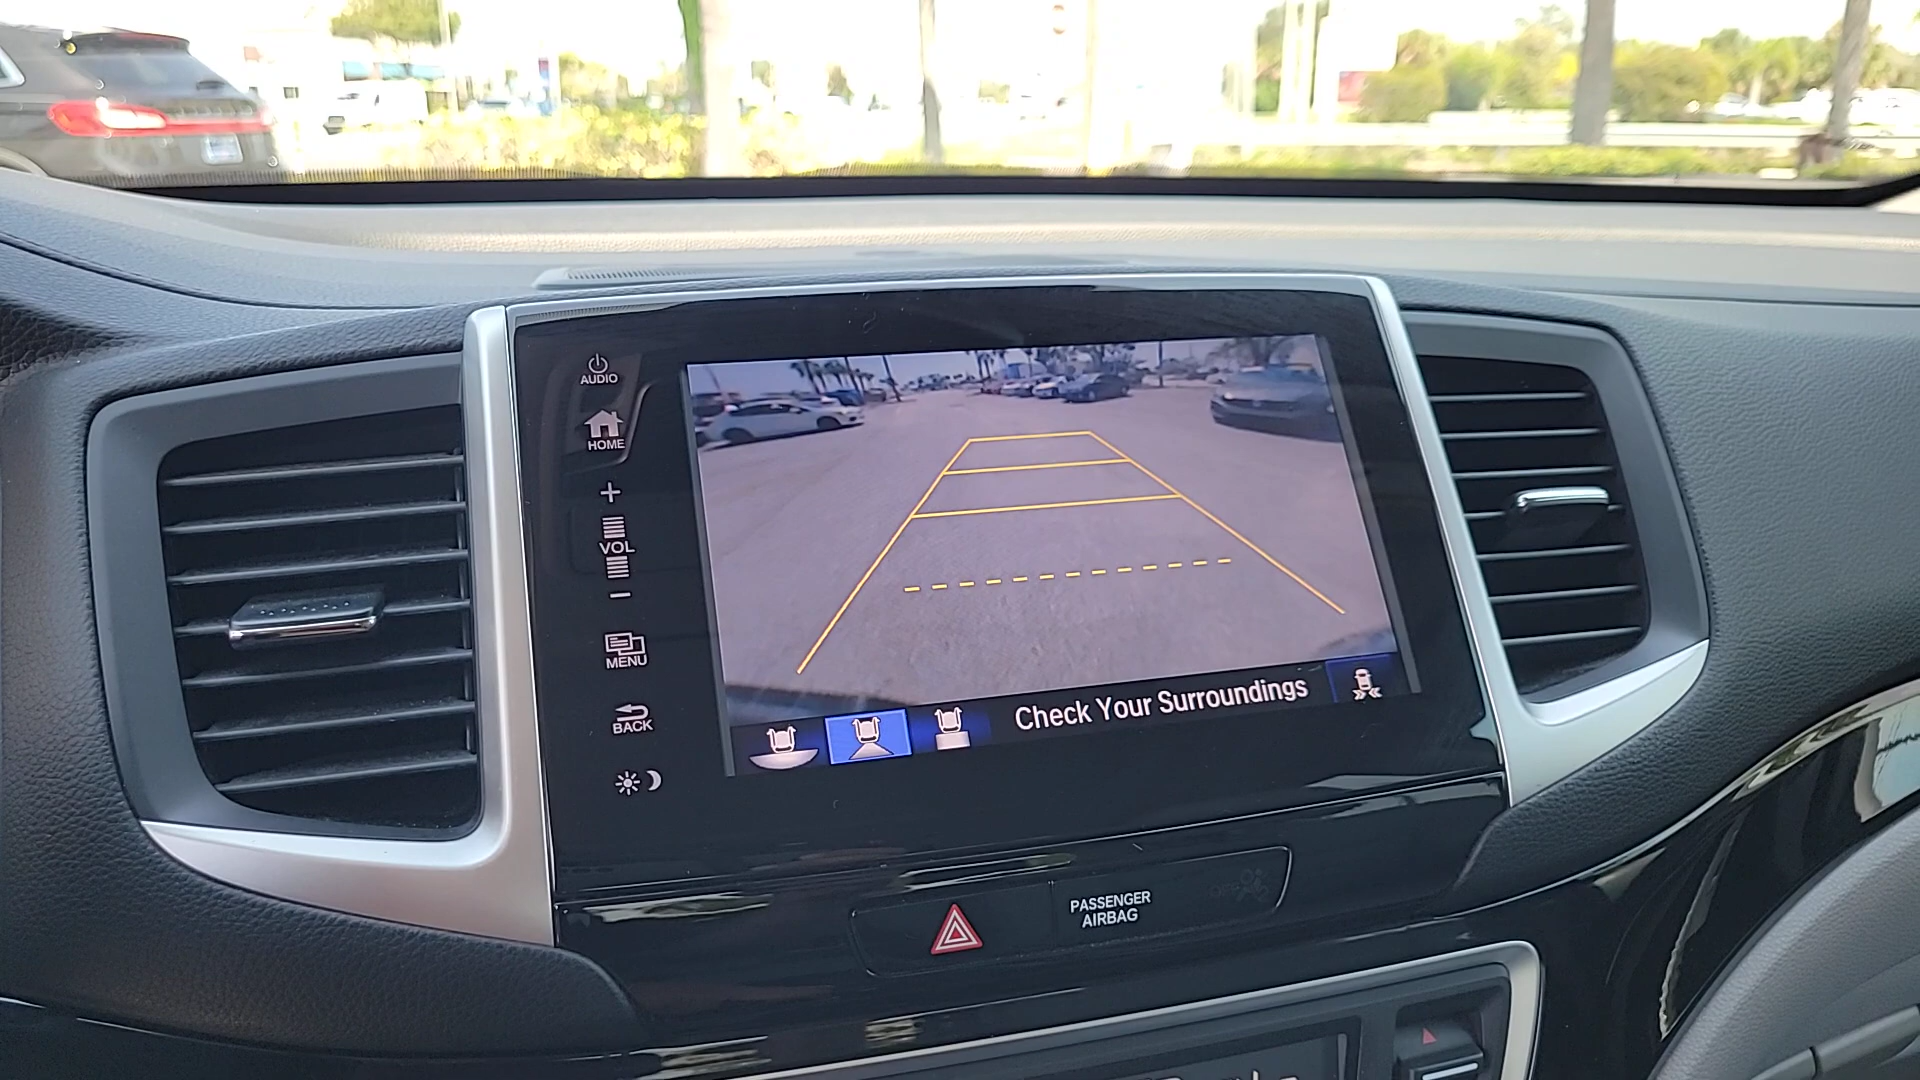 AUDIO
HOME
+
VOL
−
MENU
BACK
Check Your Surroundings
PASSENGER
AIRBAG